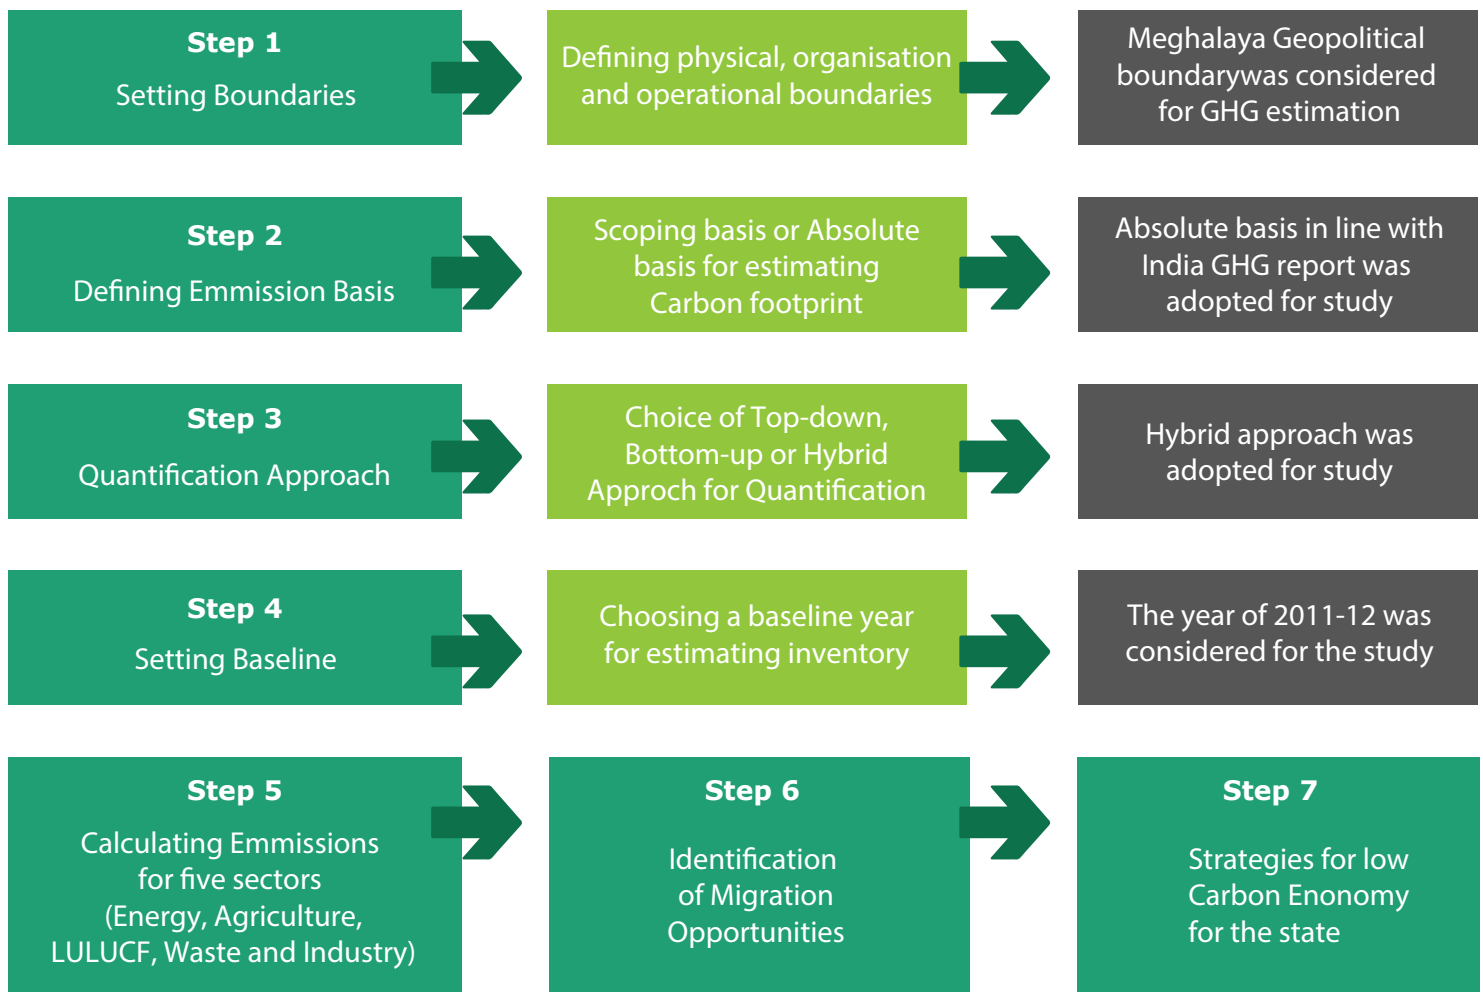 Step 1
Setting Boundaries
Defining physical, organisation
and operational boundaries
Meghalaya Geopolitical
boundarywas considered
for GHG estimation
Step 2
Defining Emmission Basis
Scoping basis or Absolute
basis for estimating
Carbon footprint
Absolute basis in line with
India GHG report was
adopted for study
Step 3
Quantification Approach
Choice of Top-down,
Bottom-up or Hybrid
Approch for Quantification
Hybrid approach was
adopted for study
Step 4
Setting Baseline
Choosing a baseline year
for estimating inventory
The year of 2011-12 was
considered for the study
Step 5
Calculating Emmissions
for five sectors
(Energy, Agriculture,
LULUCF, Waste and Industry)
Step 6
Identification
of Migration
Opportunities
Step 7
Strategies for low
Carbon Enonomy
for the state